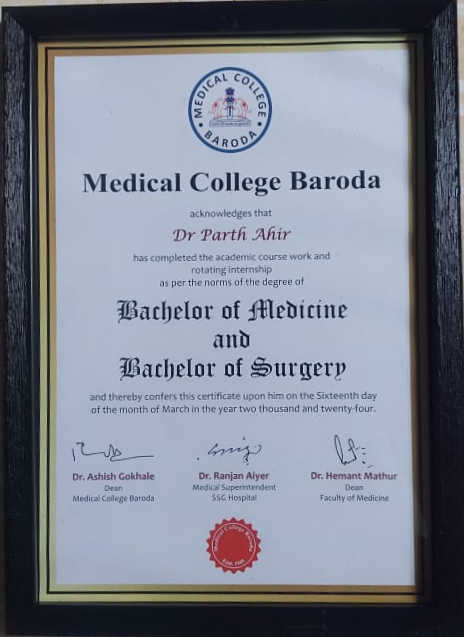 MEDICAL COLLEGE
BARODA
Medical College Baroda
acknowledges that
Dr Parth Ahir
has completed the academic course work and
rotating internship
as per the norms of the degree of
Bachelor of Medicine
and
Bachelor of Surgery
and thereby confers this certificate upon him on the Sixteenth day
of the month of March in the year two thousand and twenty-four.
Dr. Ashish Gokhale
Dean
Medical College Baroda
Dr. Ranjan Aiyer
Medical Superintendent
SSG Hospital
Dr. Hemant Mathur
Dean
Faculty of Medicine
Medical College Baroda